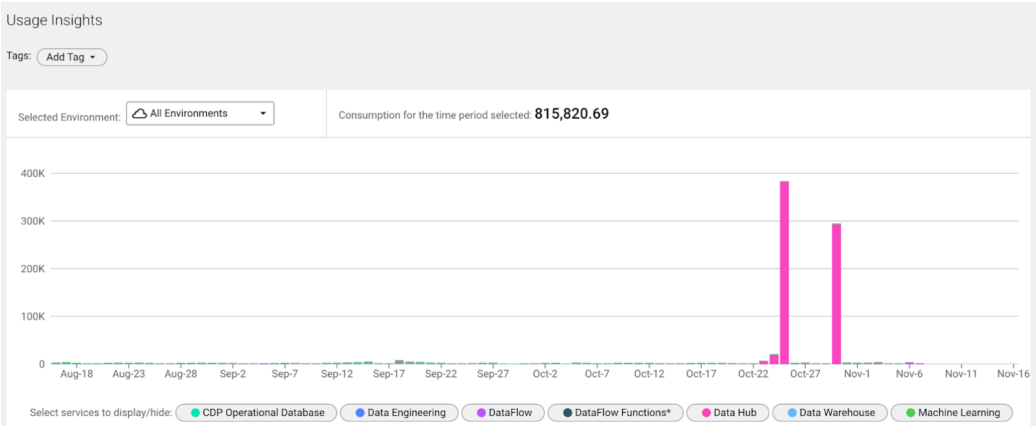 Usage Insights
Tags: Add Tag
Selected Environment: All Environments
Consumption for the time period selected: 815,820.69
400K
300K
200K
100K
0
Aug-18 Aug-23 Aug-28 Sep-2 Sep-7 Sep-12 Sep-17 Sep-22 Sep-27 Oct-2 Oct-7 Oct-12 Oct-17 Oct-22 Oct-27 Nov-1 Nov-6 Nov-11 Nov-16
Select services to display/hide: CDP Operational Database Data Engineering DataFlow DataFlow Functions* Data Hub Data Warehouse Machine Learning